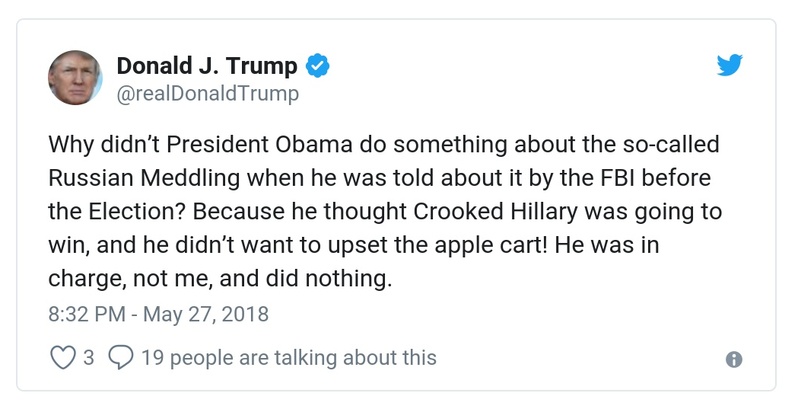 Donald J. Trump
@realDonaldTrump
Why didn’t President Obama do something about the so-called
Russian Meddling when he was told about it by the FBI before
the Election? Because he thought Crooked Hillary was going to
win, and he didn’t want to upset the apple cart! He was in
charge, not me, and did nothing.
8:32 PM - May 27, 2018
3 19 people are talking about this